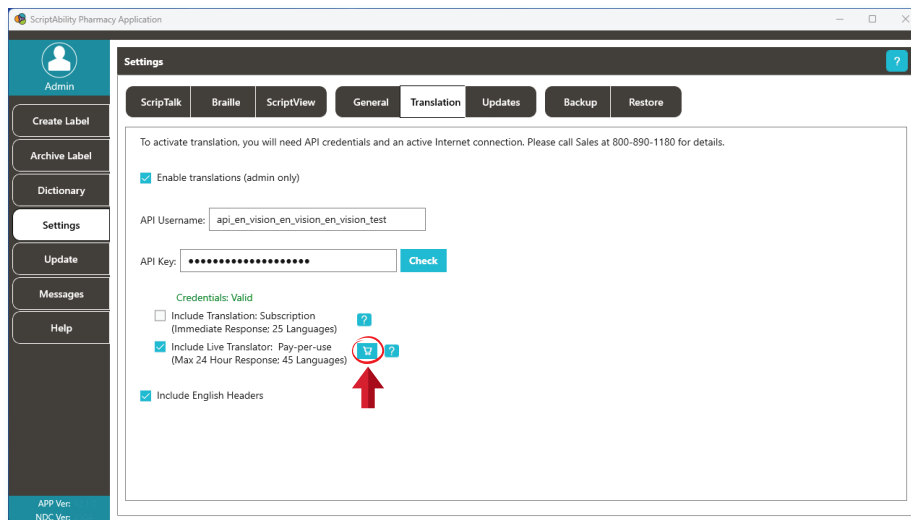 ScriptAbility Pharmacy Application
Admin
Create Label
Archive Label
Dictionary
Settings
Update
Messages
Help
APP Ver:
NDC Ver:
Settings
?
ScripTalk Braille ScriptView General Translation Updates Backup Restore
To activate translation, you will need API credentials and an active Internet connection. Please call Sales at 800-890-1180 for details.
Enable translations (admin only)
API Username: api_en_vision_en_vision_en_vision_test
API Key: ●●●●●●●●●●●●●●●●●●●● Check
Credentials: Valid
Include Translation: Subscription
(Immediate Response; 25 Languages) ?
Include Live Translator: Pay-per-use
(Max 24 Hour Response; 45 Languages) ?
Include English Headers